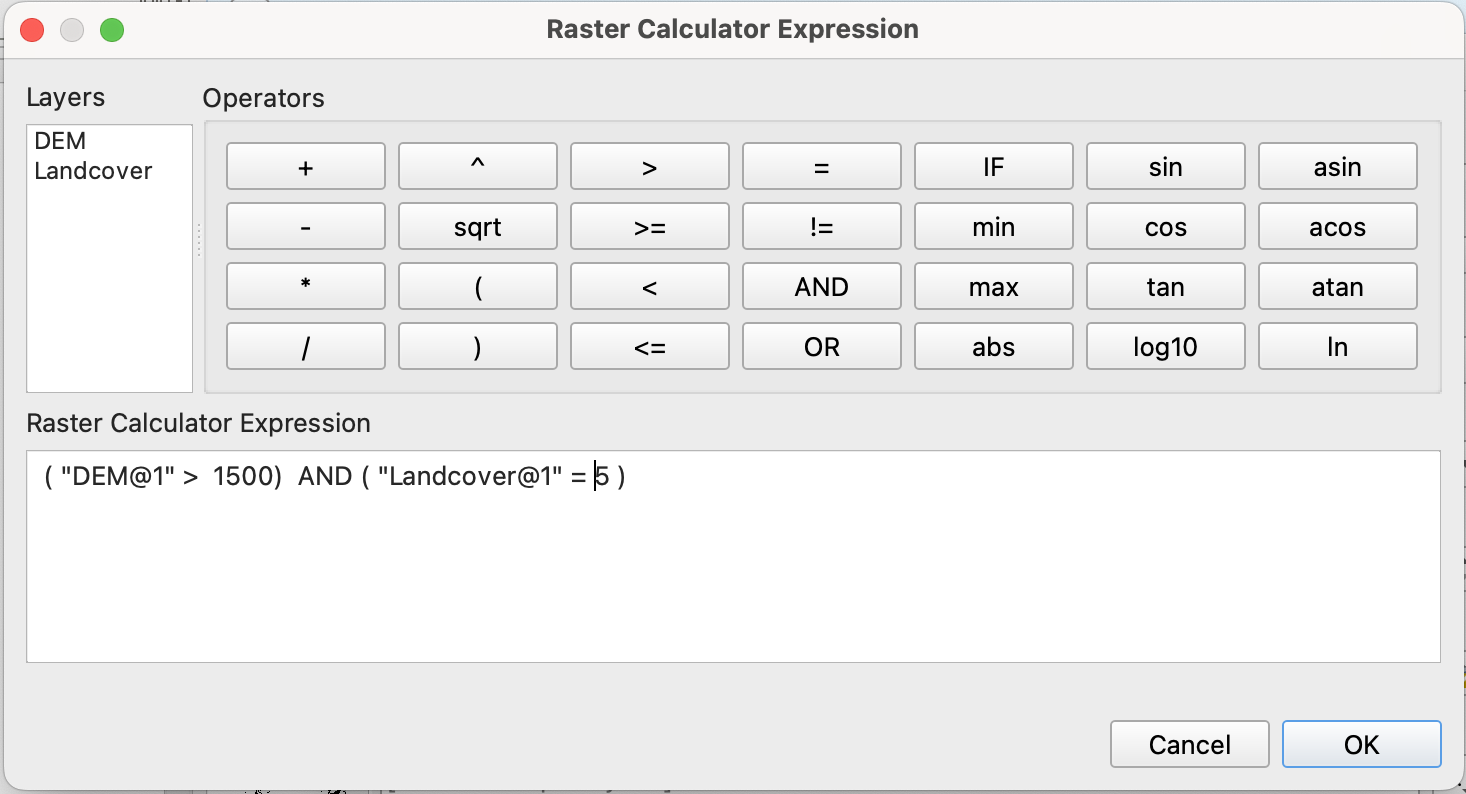 Raster Calculator Expression
Layers
Operators
DEM
Landcover
+ ^ > = IF sin asin
- sqrt >= != min cos acos
* ( < AND max tan atan
/ ) <= OR abs log10 ln
Raster Calculator Expression
( "DEM@1" >  1500)  AND ( "Landcover@1" = 5 )
Cancel
OK